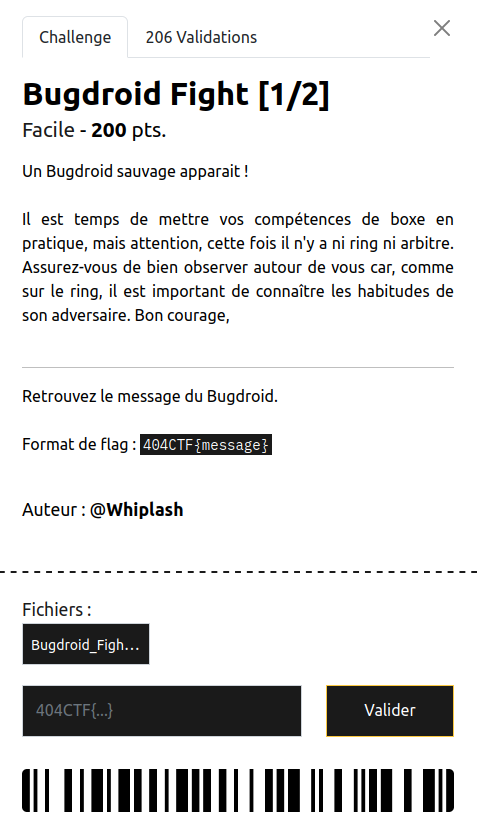 Challenge
206 Validations
Bugdroid Fight [1/2]
Facile - 200 pts.
Un Bugdroid sauvage apparait !
Il est temps de mettre vos compétences de boxe en
pratique, mais attention, cette fois il n'y a ni ring ni arbitre.
Assurez-vous de bien observer autour de vous car, comme
sur le ring, il est important de connaître les habitudes de
son adversaire. Bon courage,
Retrouvez le message du Bugdroid.
Format de flag : 404CTF{message}
Auteur : @Whiplash
Fichiers :
Bugdroid_Figh...
404CTF{...}
Valider